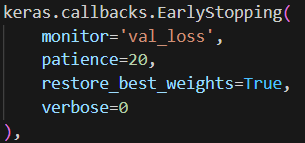 keras.callbacks.EarlyStopping(
    monitor='val_loss',
    patience=20,
    restore_best_weights=True,
    verbose=0
),